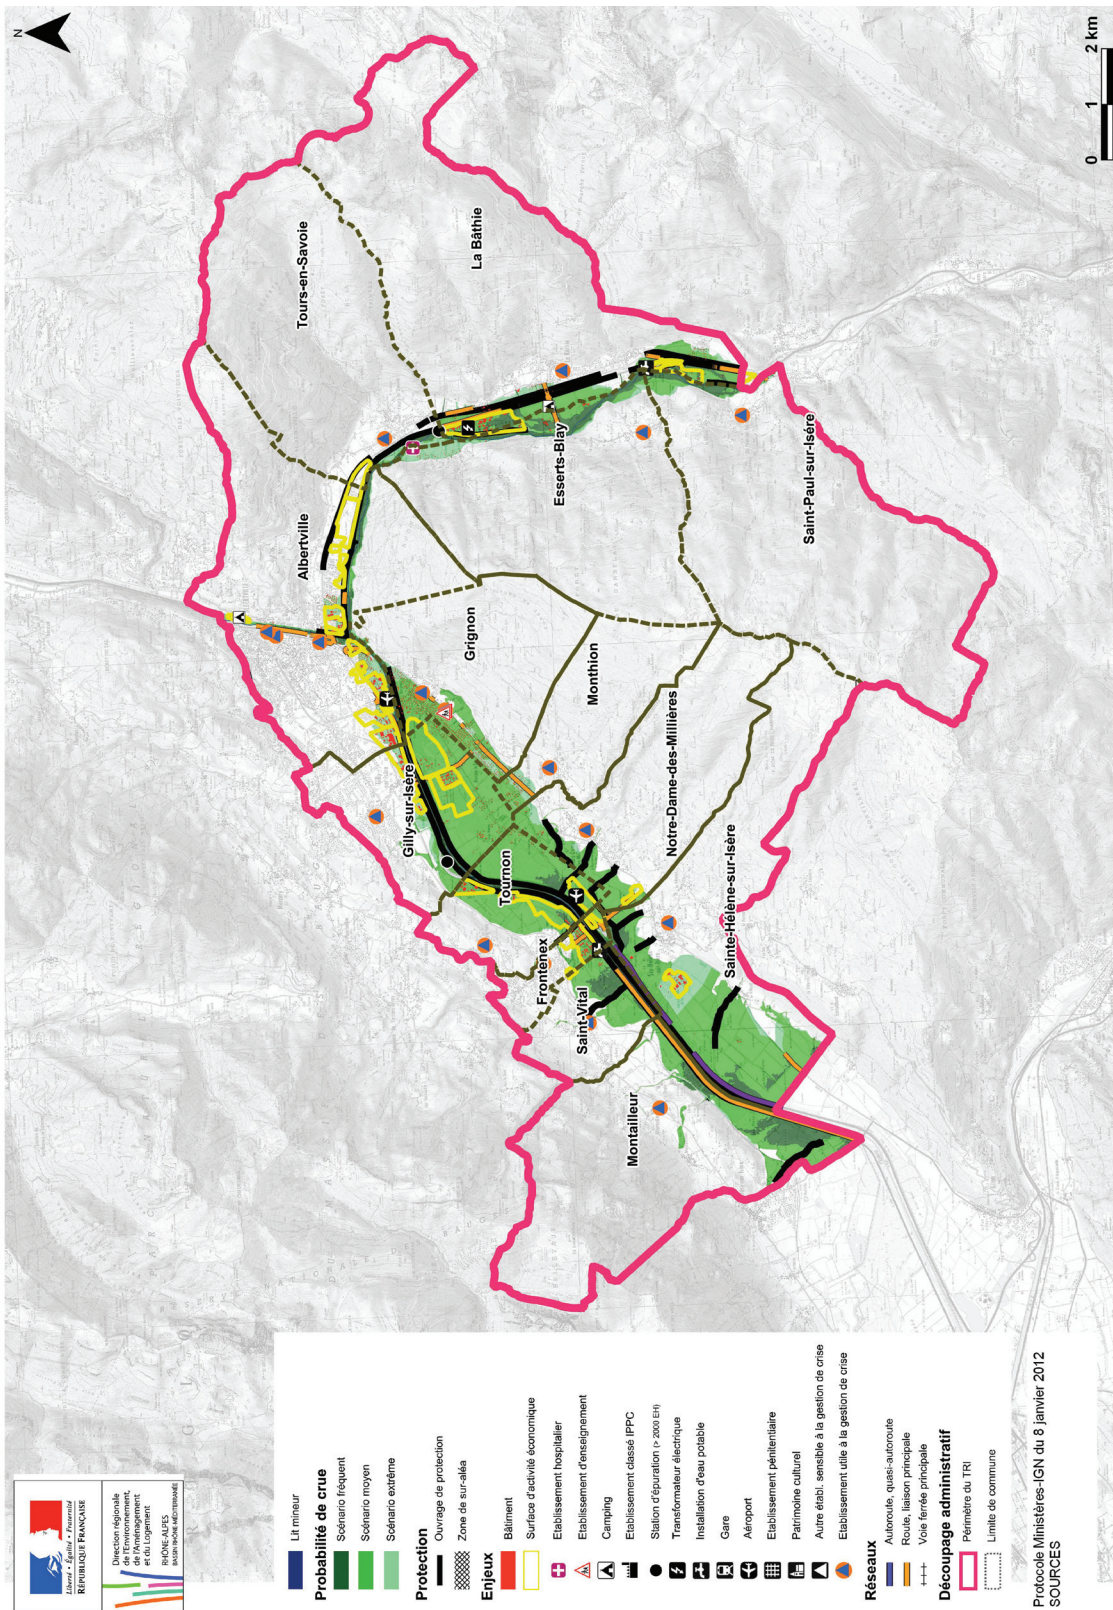 Liberté • Égalité • Fraternité
RÉPUBLIQUE FRANÇAISE
Direction régionale
de l'Environnement,
de l'Aménagement
et du Logement
RHÔNE-ALPES
BASSIN RHÔNE-MÉDITERRANÉE
Lit mineur
Probabilité de crue
Scénario fréquent
Scénario moyen
Scénario extrême
Protection
Ouvrage de protection
Zone de sur-aléa
Enjeux
Bâtiment
Surface d'activité économique
Etablissement hospitalier
Etablissement d'enseignement
Camping
Etablissement classé IPPC
Station d'épuration (> 2000 EH)
Transformateur électrique
Installation d'eau potable
Gare
Aéroport
Etablissement pénitentiaire
Patrimoine culturel
Autre établ. sensible à la gestion de crise
Etablissement utile à la gestion de crise
Réseaux
Autoroute, quasi-autoroute
Route, liaison principale
Voie ferrée principale
Découpage administratif
Périmètre du TRI
Limite de commune
Protocole Ministères-IGN du 8 janvier 2012
SOURCES
N
Tours-en-Savoie
La Bâthie
Albertville
Esserts-Blay
Grignon
Saint-Paul-sur-Isère
Monthion
Gilly-sur-Isère
Notre-Dame-des-Millières
Tournon
Frontenex
Sainte-Hélène-sur-Isère
Saint-Vital
Montailleur
0 1 2 km